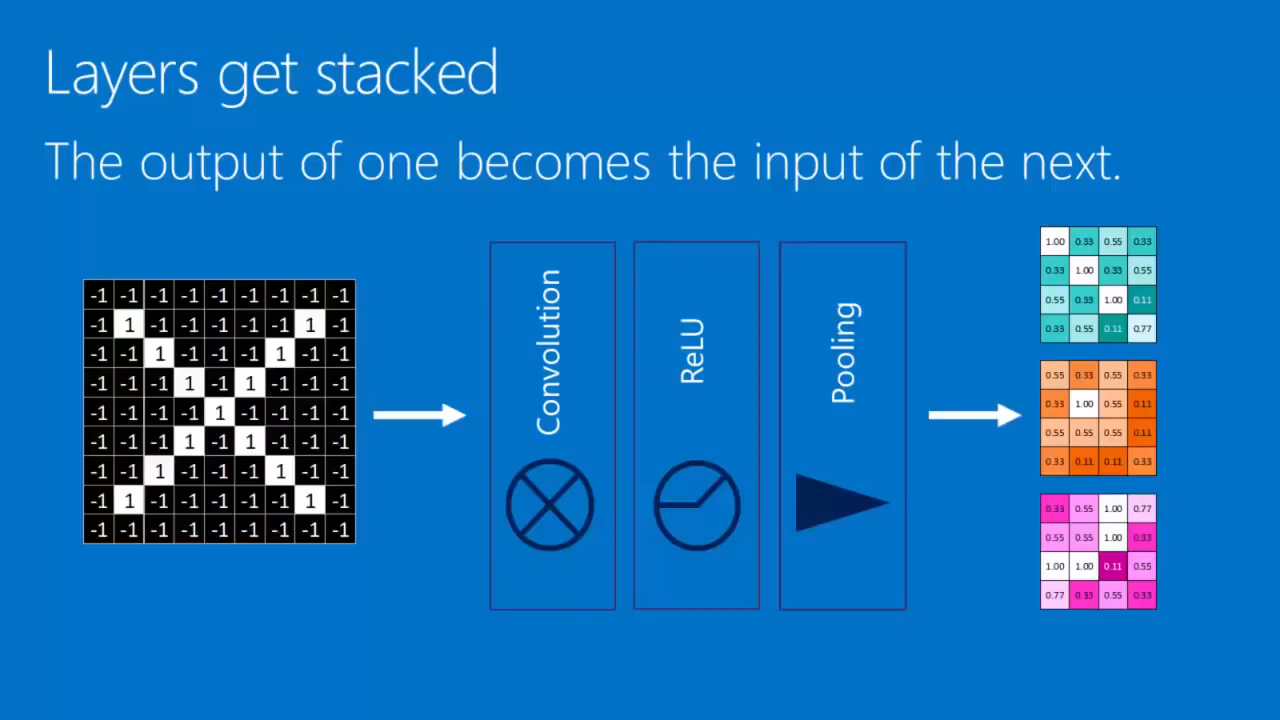 Layers get stacked
The output of one becomes the input of the next.
-1 -1 -1 -1 -1 -1 -1 -1 -1
-1 1 -1 -1 -1 -1 -1 1 -1
-1 -1 1 -1 -1 -1 1 -1 -1
-1 -1 -1 1 -1 1 -1 -1 -1
-1 -1 -1 -1 1 -1 -1 -1 -1
-1 -1 -1 1 -1 1 -1 -1 -1
-1 -1 1 -1 -1 -1 1 -1 -1
-1 1 -1 -1 -1 -1 -1 1 -1
-1 -1 -1 -1 -1 -1 -1 -1 -1
Convolution
ReLU
Pooling
1.00 0.33 0.55 0.33
0.33 1.00 0.33 0.55
0.55 0.33 1.00 0.11
0.33 0.55 0.11 0.77
0.55 0.33 0.55 0.33
0.33 1.00 0.55 0.11
0.55 0.55 0.55 0.11
0.33 0.11 0.11 0.33
0.33 0.55 1.00 0.77
0.55 0.55 1.00 0.33
1.00 1.00 0.11 0.55
0.77 0.33 0.55 0.33